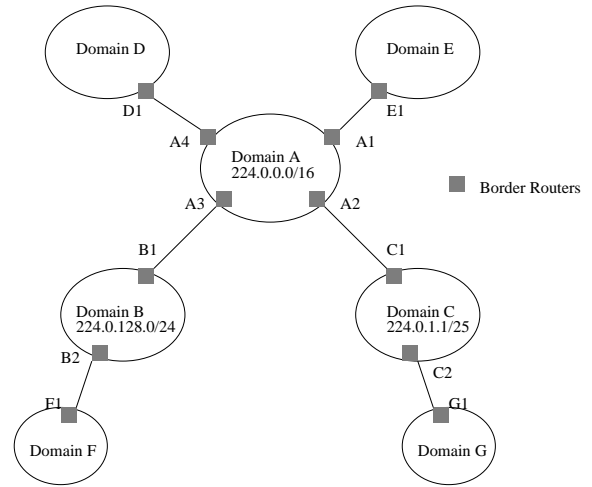 Domain D
Domain E
D1
E1
A4
A1
Domain A
224.0.0.0/16
Border Routers
A3
A2
B1
C1
Domain B
224.0.128.0/24
Domain C
224.0.1.1/25
B2
C2
F1
G1
Domain F
Domain G